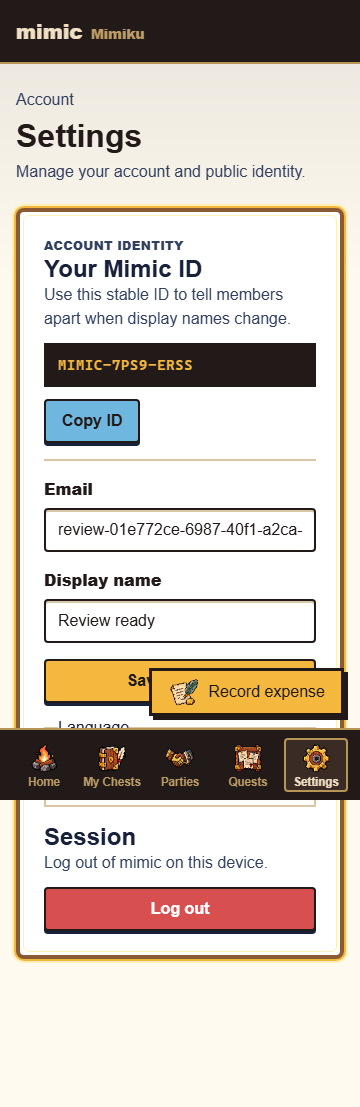 mimic Mimiku
Account
Settings
Manage your account and public identity.
ACCOUNT IDENTITY
Your Mimic ID
Use this stable ID to tell members
apart when display names change.
MIMIC-7PS9-ERSS
Copy ID
Email
review-01e772ce-6987-40f1-a2ca-
Display name
Review ready
Record expense
Language
Home
My Chests
Parties
Quests
Settings
Session
Log out of mimic on this device.
Log out